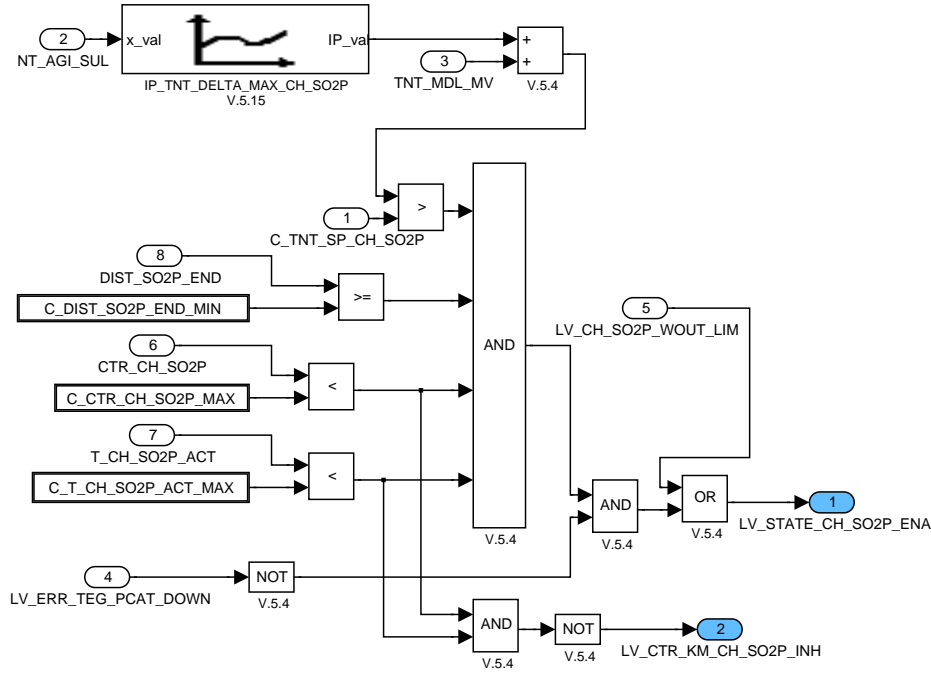 2
NT_AGI_SUL
x_val
IP_val
IP_TNT_DELTA_MAX_CH_SO2P
V.5.15
3
TNT_MDL_MV
+
+
V.5.4
1
C_TNT_SP_CH_SO2P
>
8
DIST_SO2P_END
C_DIST_SO2P_END_MIN
>=
6
CTR_CH_SO2P
C_CTR_CH_SO2P_MAX
<
7
T_CH_SO2P_ACT
C_T_CH_SO2P_ACT_MAX
<
AND
V.5.4
5
LV_CH_SO2P_WOUT_LIM
AND
V.5.4
OR
V.5.4
1
LV_STATE_CH_SO2P_ENA
4
LV_ERR_TEG_PCAT_DOWN
NOT
V.5.4
AND
V.5.4
NOT
V.5.4
2
LV_CTR_KM_CH_SO2P_INH